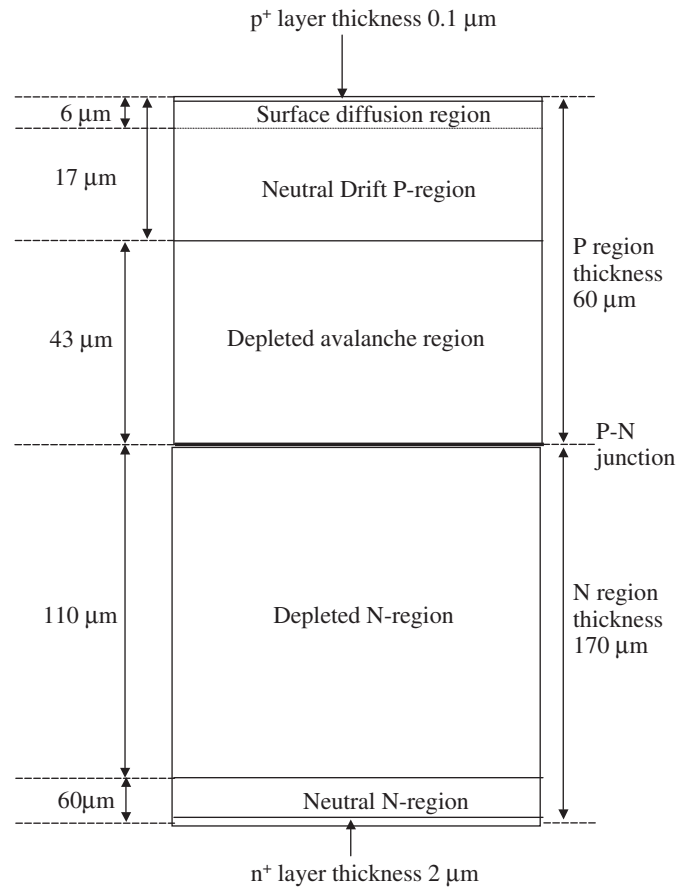 p⁺ layer thickness 0.1 μm
6 μm
Surface diffusion region
17 μm
Neutral Drift P-region
P region
thickness
60 μm
43 μm
Depleted avalanche region
P-N
junction
110 μm
Depleted N-region
N region
thickness
170 μm
60μm
Neutral N-region
n⁺ layer thickness 2 μm